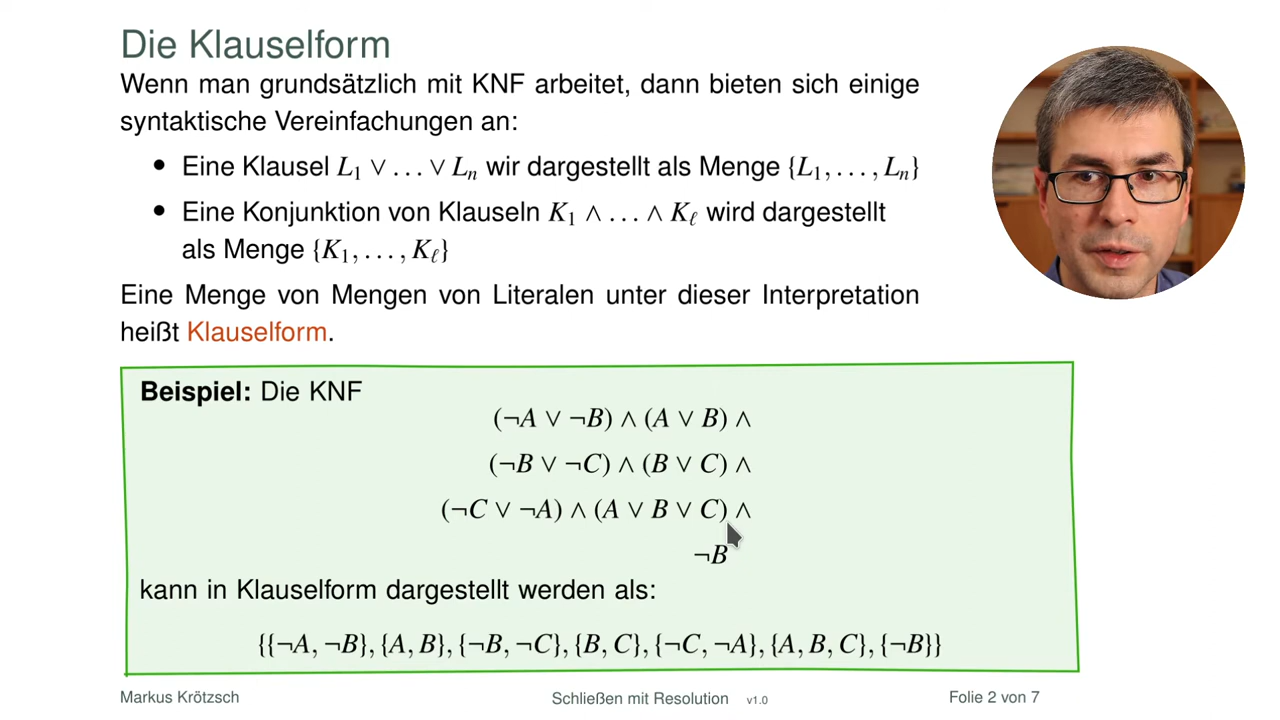 Die Klauselform
Wenn man grundsätzlich mit KNF arbeitet, dann bieten sich einige
syntaktische Vereinfachungen an:
• Eine Klausel L₁ ∨ … ∨ Lₙ wir dargestellt als Menge {L₁, … , Lₙ}
• Eine Konjunktion von Klauseln K₁ ∧ … ∧ K_ℓ wird dargestellt
als Menge {K₁, … , K_ℓ}
Eine Menge von Mengen von Literalen unter dieser Interpretation
heißt Klauselform.
Beispiel: Die KNF
(¬A ∨ ¬B) ∧ (A ∨ B) ∧
(¬B ∨ ¬C) ∧ (B ∨ C) ∧
(¬C ∨ ¬A) ∧ (A ∨ B ∨ C) ∧
¬B
kann in Klauselform dargestellt werden als:
{{¬A, ¬B}, {A, B}, {¬B, ¬C}, {B, C}, {¬C, ¬A}, {A, B, C}, {¬B}}
Markus Krötzsch Schließen mit Resolution v1.0 Folie 2 von 7